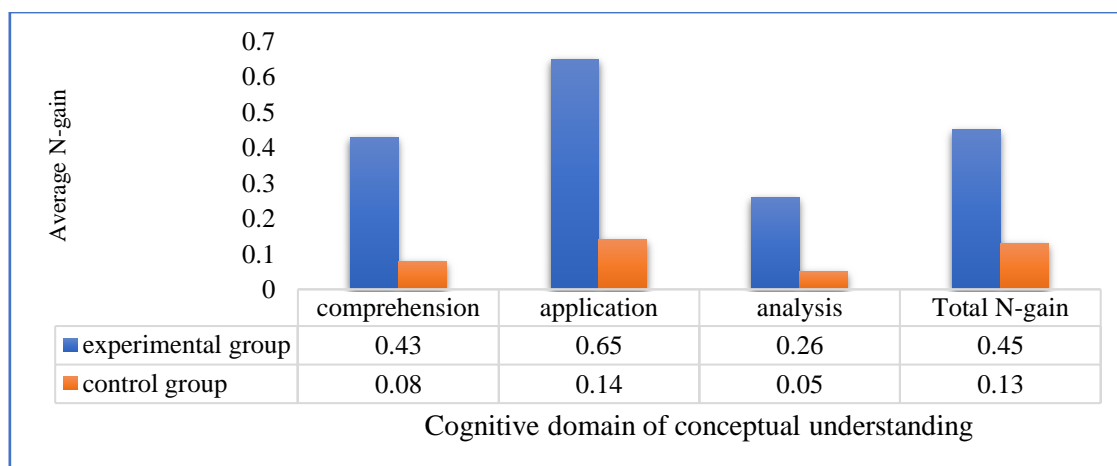 0.7
0.6
0.5
0.4
0.3
0.2
0.1
0
Average N-gain
comprehension application analysis Total N-gain
experimental group 0.43 0.65 0.26 0.45
control group 0.08 0.14 0.05 0.13
Cognitive domain of conceptual understanding